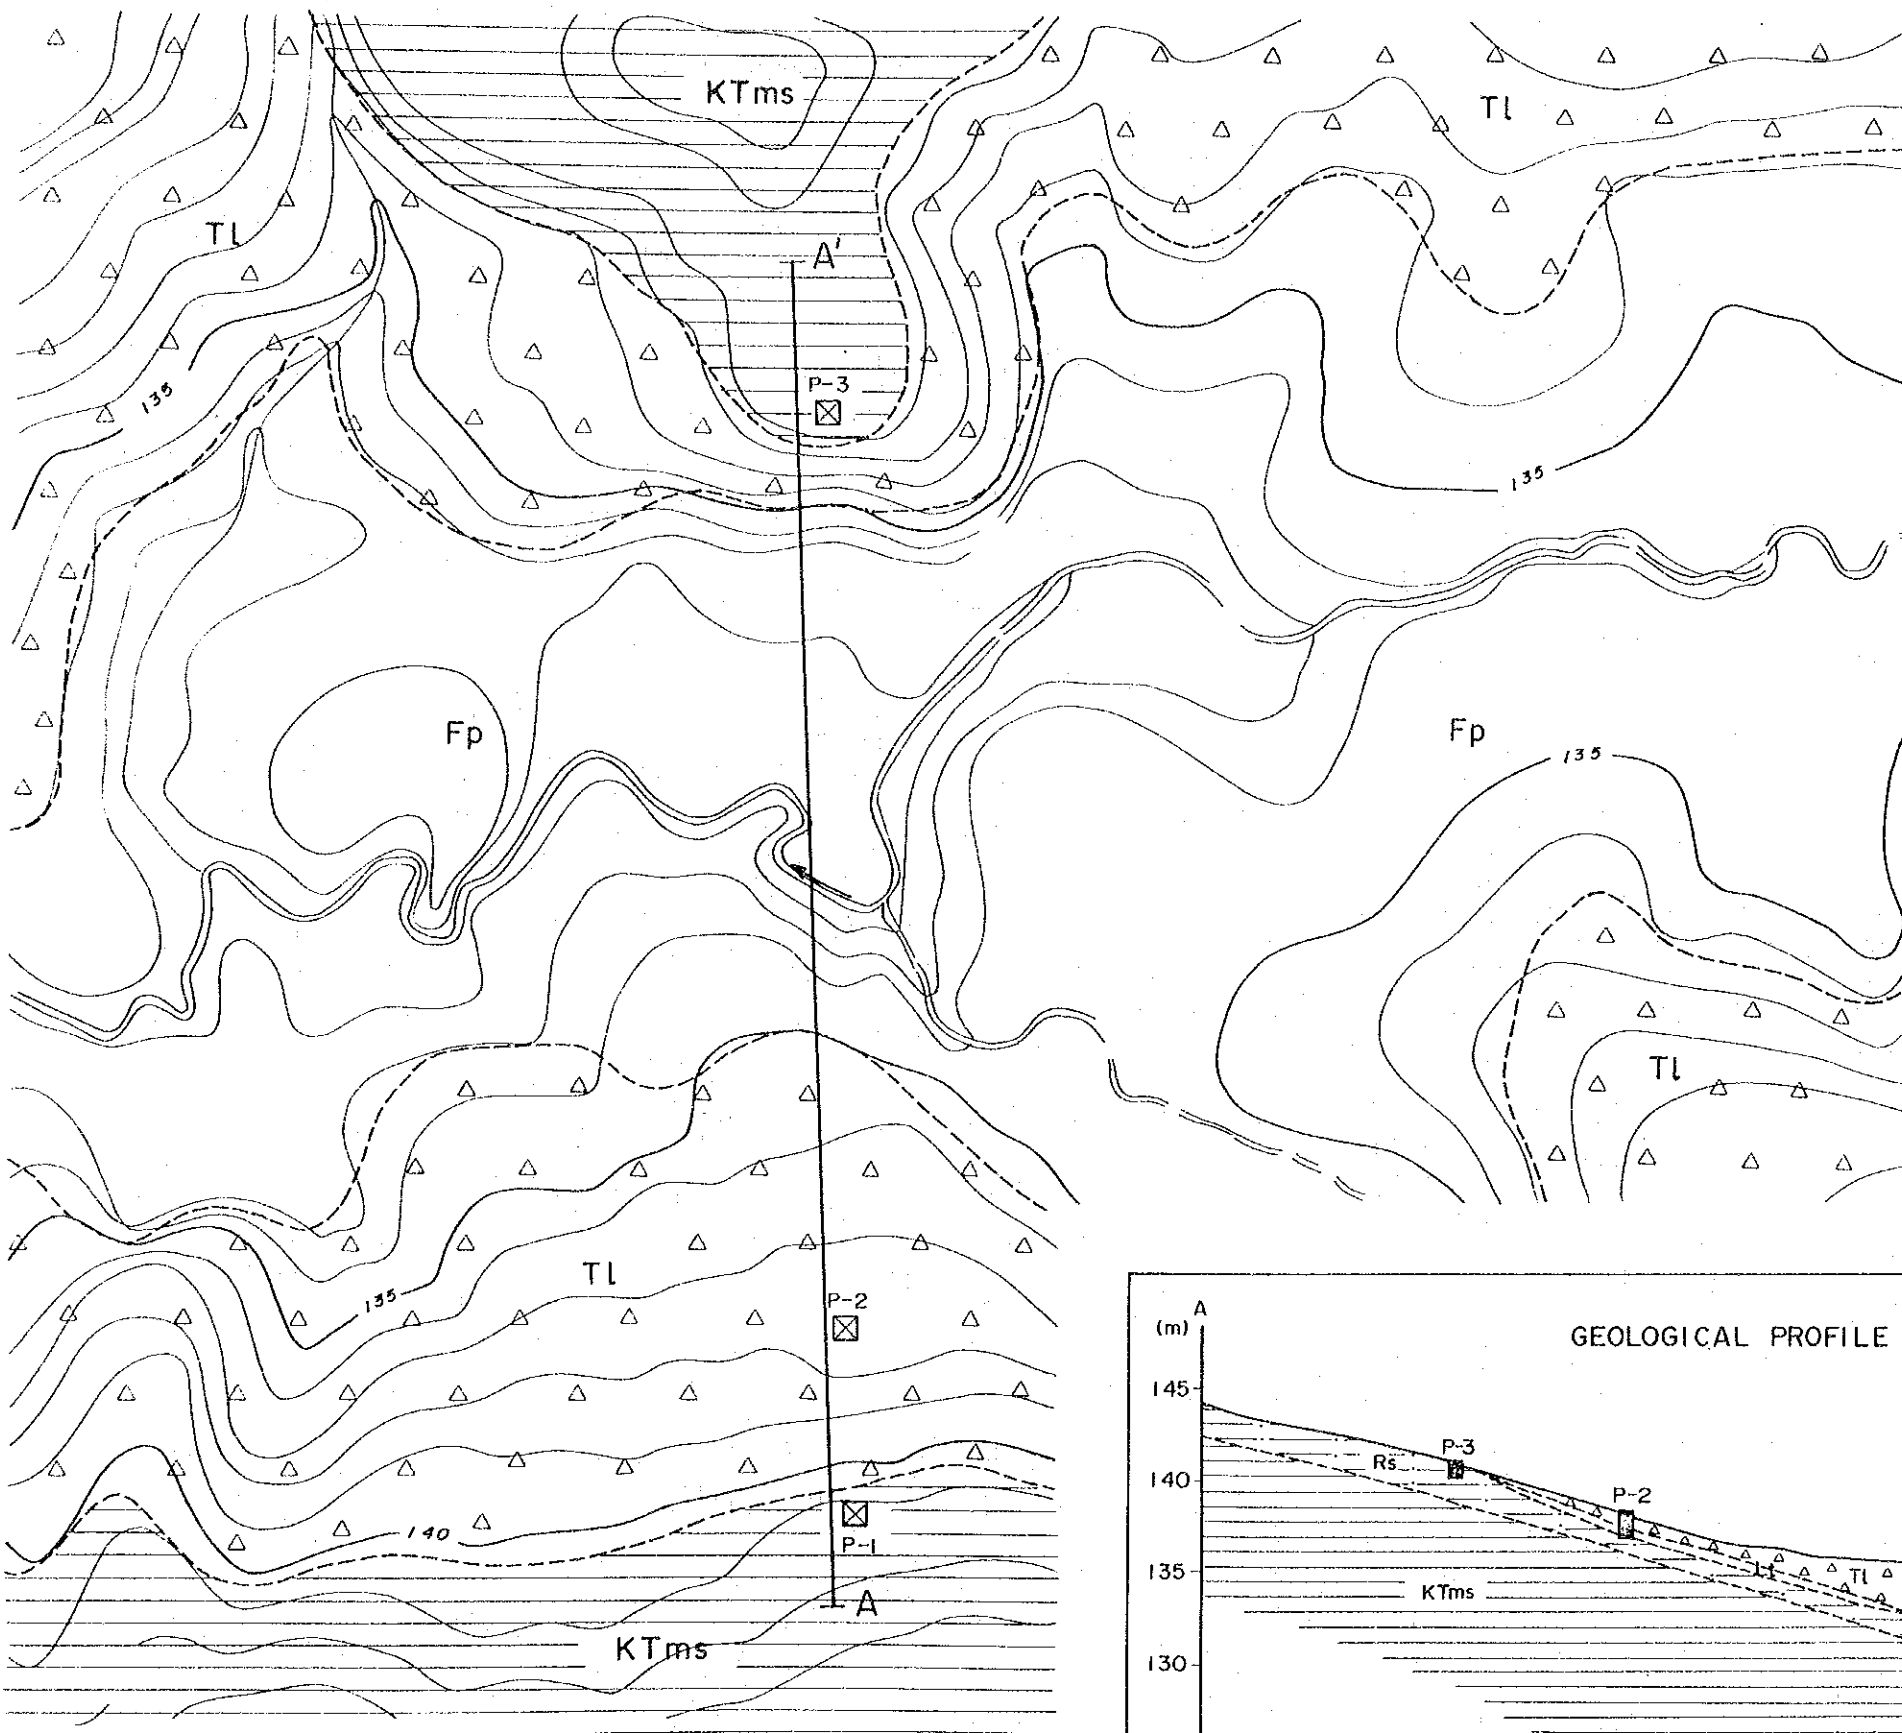 KTms
Tl
Tl
A'
P-3
135
135
Fp
Fp
135
Tl
Tl
135
P-2
140
P-1
A
KTms
A
(m)
GEOLOGICAL PROFILE
145
P-3
Rs
140
P-2
135
Lt
Tl
KTms
130